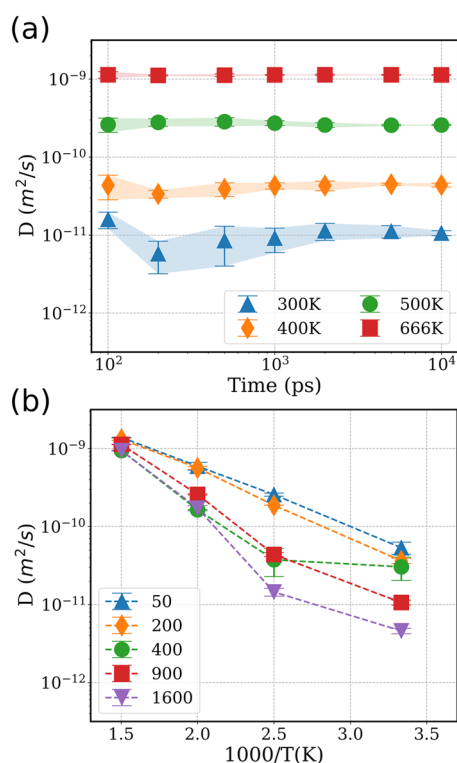 (a)
D (m²/s)
10⁻⁹
10⁻¹⁰
10⁻¹¹
10⁻¹²
300K
500K
400K
666K
10²
10³
10⁴
Time (ps)
(b)
D (m²/s)
10⁻⁹
10⁻¹⁰
10⁻¹¹
10⁻¹²
50
200
400
900
1600
1.5
2.0
2.5
3.0
3.5
1000/T(K)